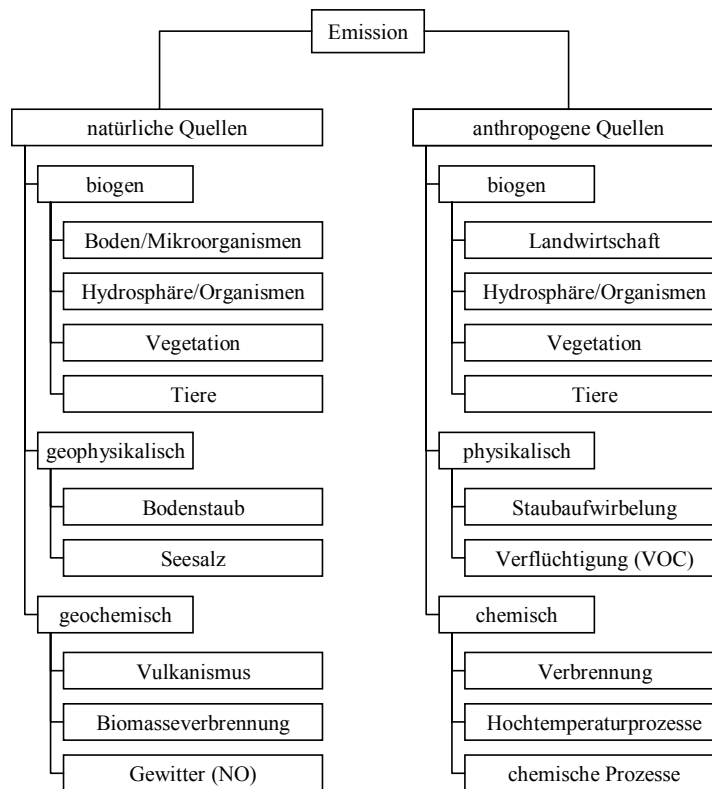 Emission
natürliche Quellen
biogen
Boden/Mikroorganismen
Hydrosphäre/Organismen
Vegetation
Tiere
geophysikalisch
Bodenstaub
Seesalz
geochemisch
Vulkanismus
Biomasseverbrennung
Gewitter (NO)
anthropogene Quellen
biogen
Landwirtschaft
Hydrosphäre/Organismen
Vegetation
Tiere
physikalisch
Staubaufwirbelung
Verflüchtigung (VOC)
chemisch
Verbrennung
Hochtemperaturprozesse
chemische Prozesse